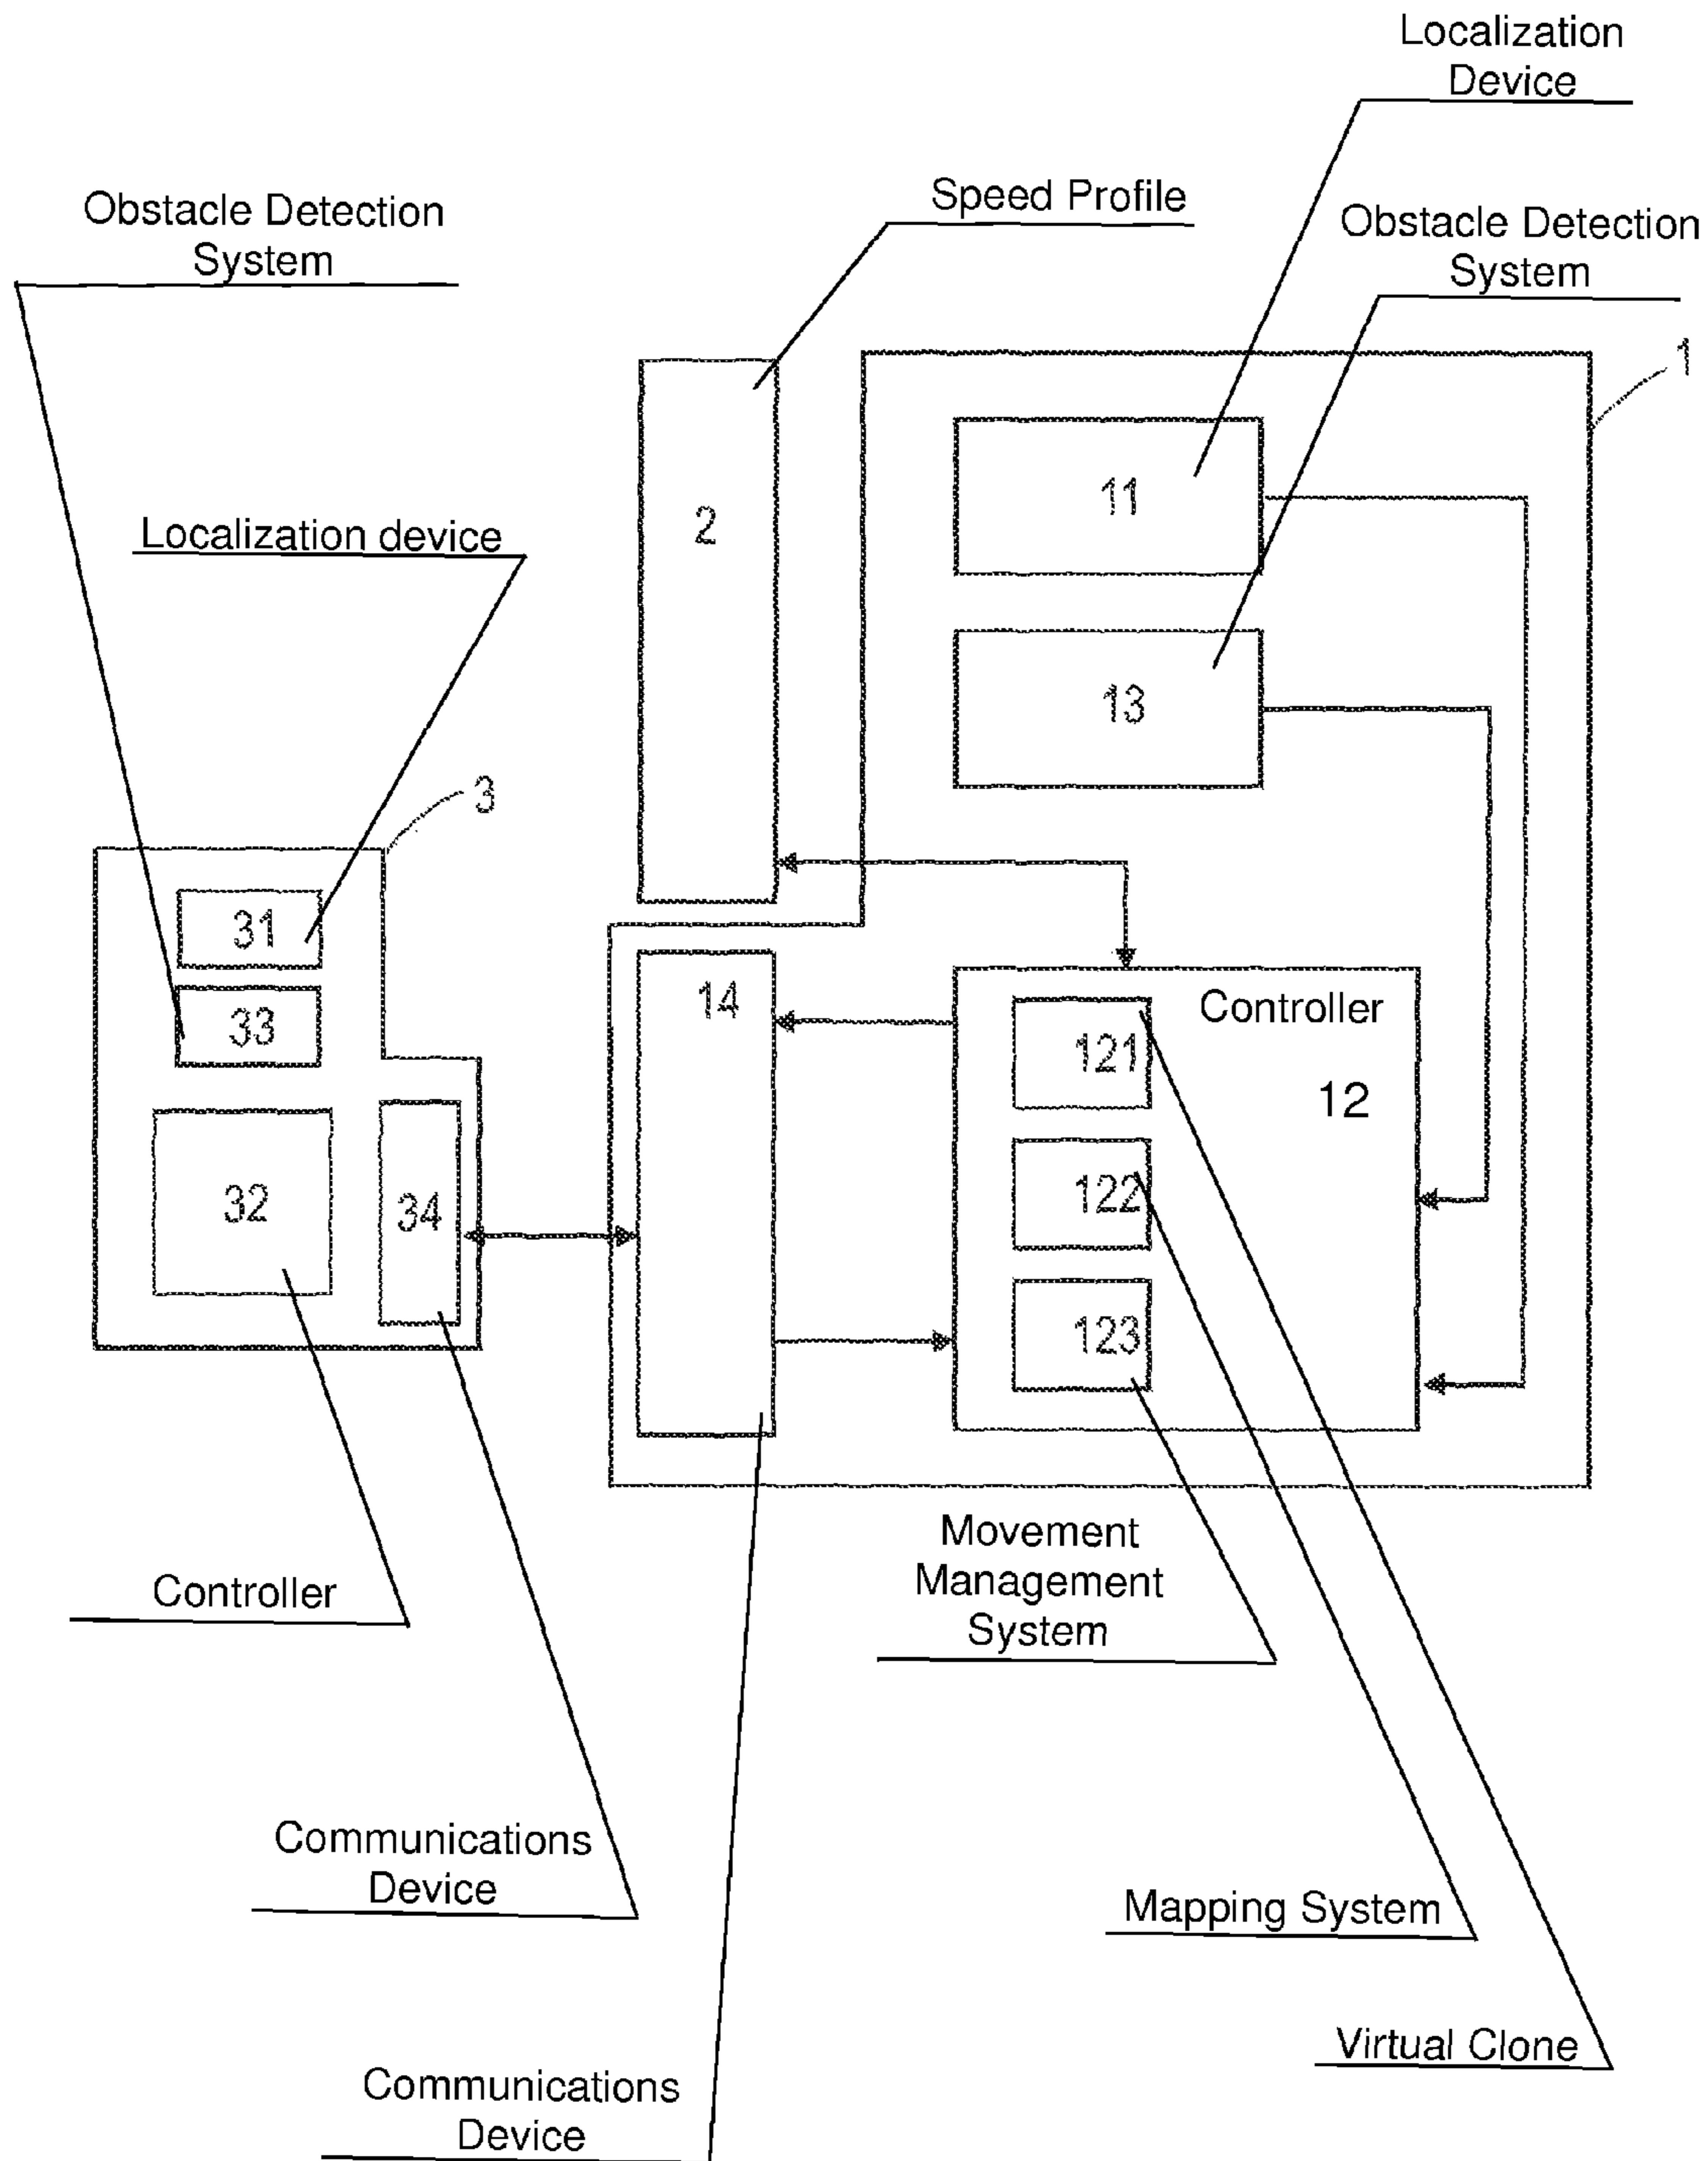 Localization
Device
Speed Profile
Obstacle Detection
System
Obstacle Detection
System
1
11
2
Localization device
13
3
31
33
14
Controller
121
12
32
34
122
123
Movement
Management
System
Controller
Communications
Device
Mapping System
Virtual Clone
Communications
Device